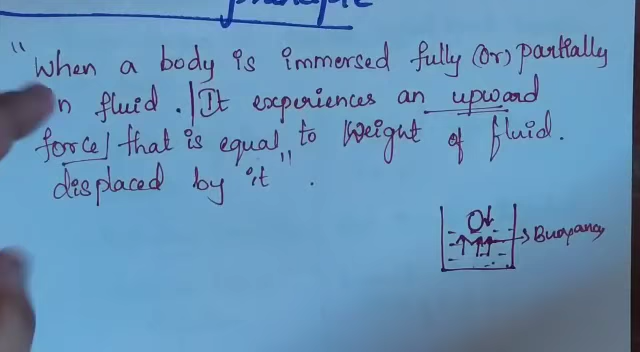 principle
"When a body is immersed fully (or) partially
in fluid. It experiences an upward
force that is equal to weight of fluid.
displaced by it".
Buoyancy